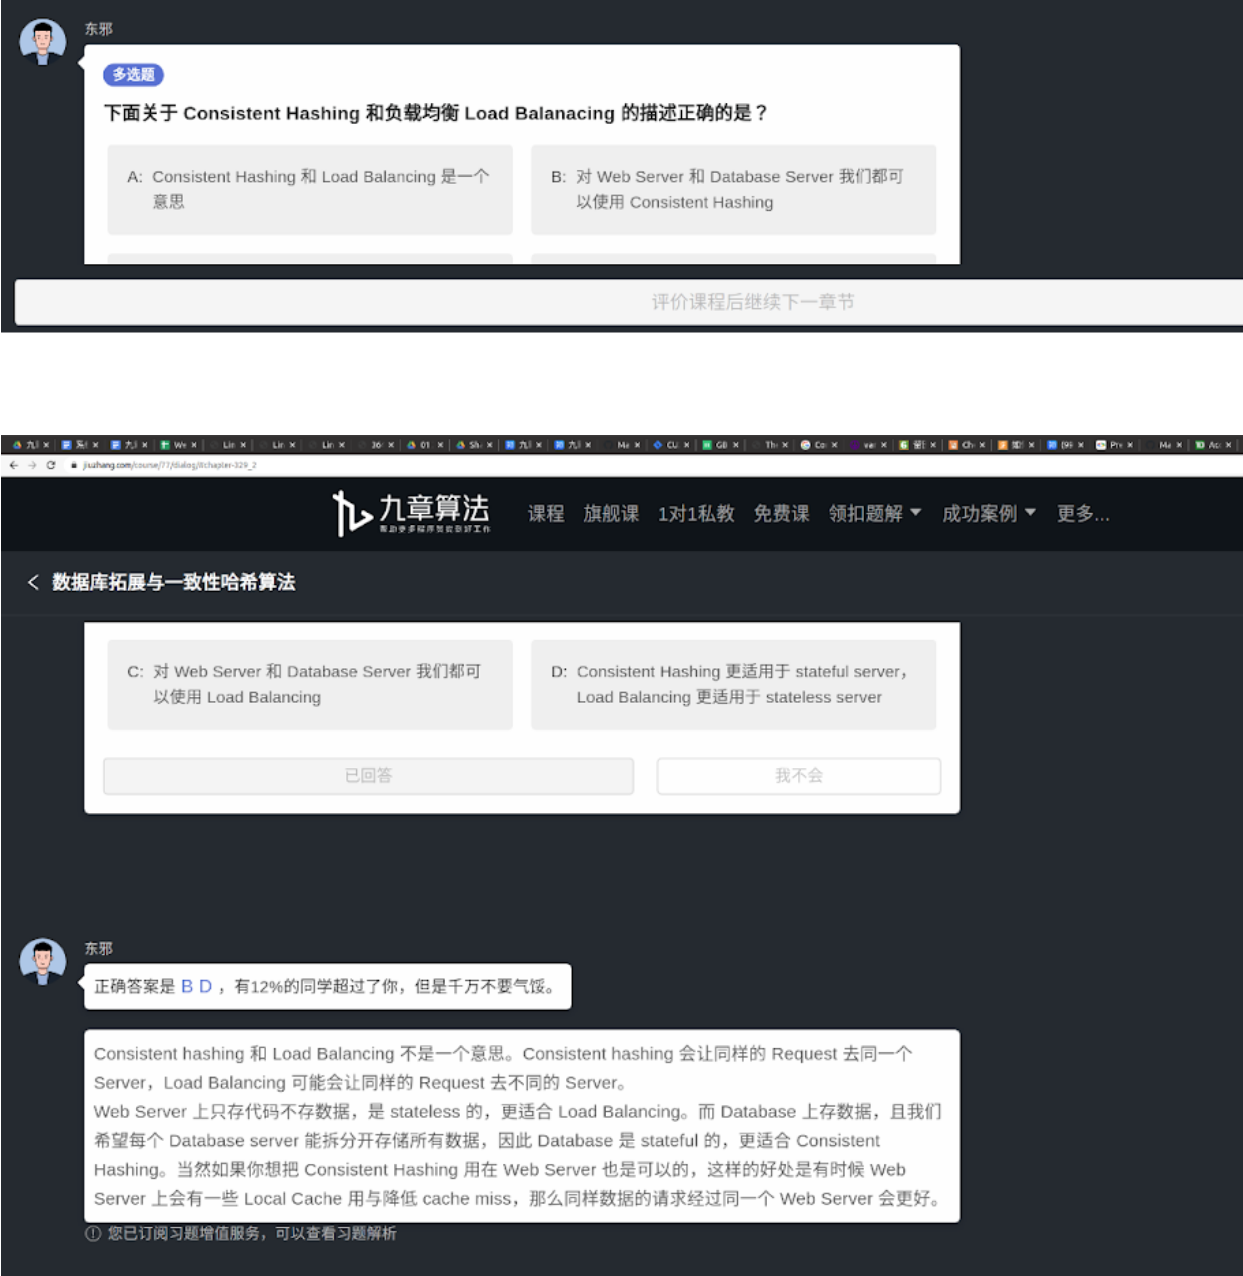 东邪
多选题
下面关于 Consistent Hashing 和负载均衡 Load Balanacing 的描述正确的是？
A: Consistent Hashing 和 Load Balancing 是一个
意思
B: 对 Web Server 和 Database Server 我们都可
以使用 Consistent Hashing
评价课程后继续下一章节
jiuzhang.com/course/77/dialog/#chapter-329_2
九章算法
帮助更多程序员找到好工作
课程 旗舰课 1对1私教 免费课 领扣题解 成功案例 更多...
数据库拓展与一致性哈希算法
C: 对 Web Server 和 Database Server 我们都可
以使用 Load Balancing
D: Consistent Hashing 更适用于 stateful server，
Load Balancing 更适用于 stateless server
已回答
我不会
东邪
正确答案是 B D ，有12%的同学超过了你，但是千万不要气馁。
Consistent hashing 和 Load Balancing 不是一个意思。Consistent hashing 会让同样的 Request 去同一个
Server，Load Balancing 可能会让同样的 Request 去不同的 Server。
Web Server 上只存代码不存数据，是 stateless 的，更适合 Load Balancing。而 Database 上存数据，且我们
希望每个 Database server 能拆分开存储所有数据，因此 Database 是 stateful 的，更适合 Consistent
Hashing。当然如果你想把 Consistent Hashing 用在 Web Server 也是可以的，这样的好处是有时候 Web
Server 上会有一些 Local Cache 用与降低 cache miss，那么同样数据的请求经过同一个 Web Server 会更好。
您已订阅习题增值服务，可以查看习题解析